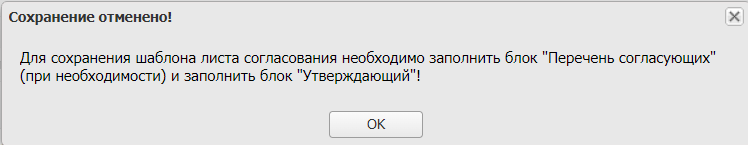 Сохранение отменено!
Для сохранения шаблона листа согласования необходимо заполнить блок "Перечень согласующих"
(при необходимости) и заполнить блок "Утверждающий"!
OK